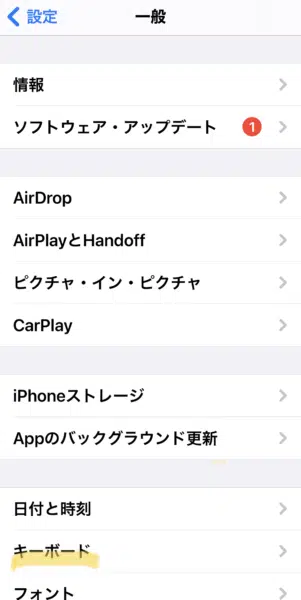 設定 一般
情報
ソフトウェア・アップデート 1
AirDrop
AirPlayとHandoff
ピクチャ・イン・ピクチャ
CarPlay
iPhoneストレージ
Appのバックグラウンド更新
日付と時刻
キーボード
フォント